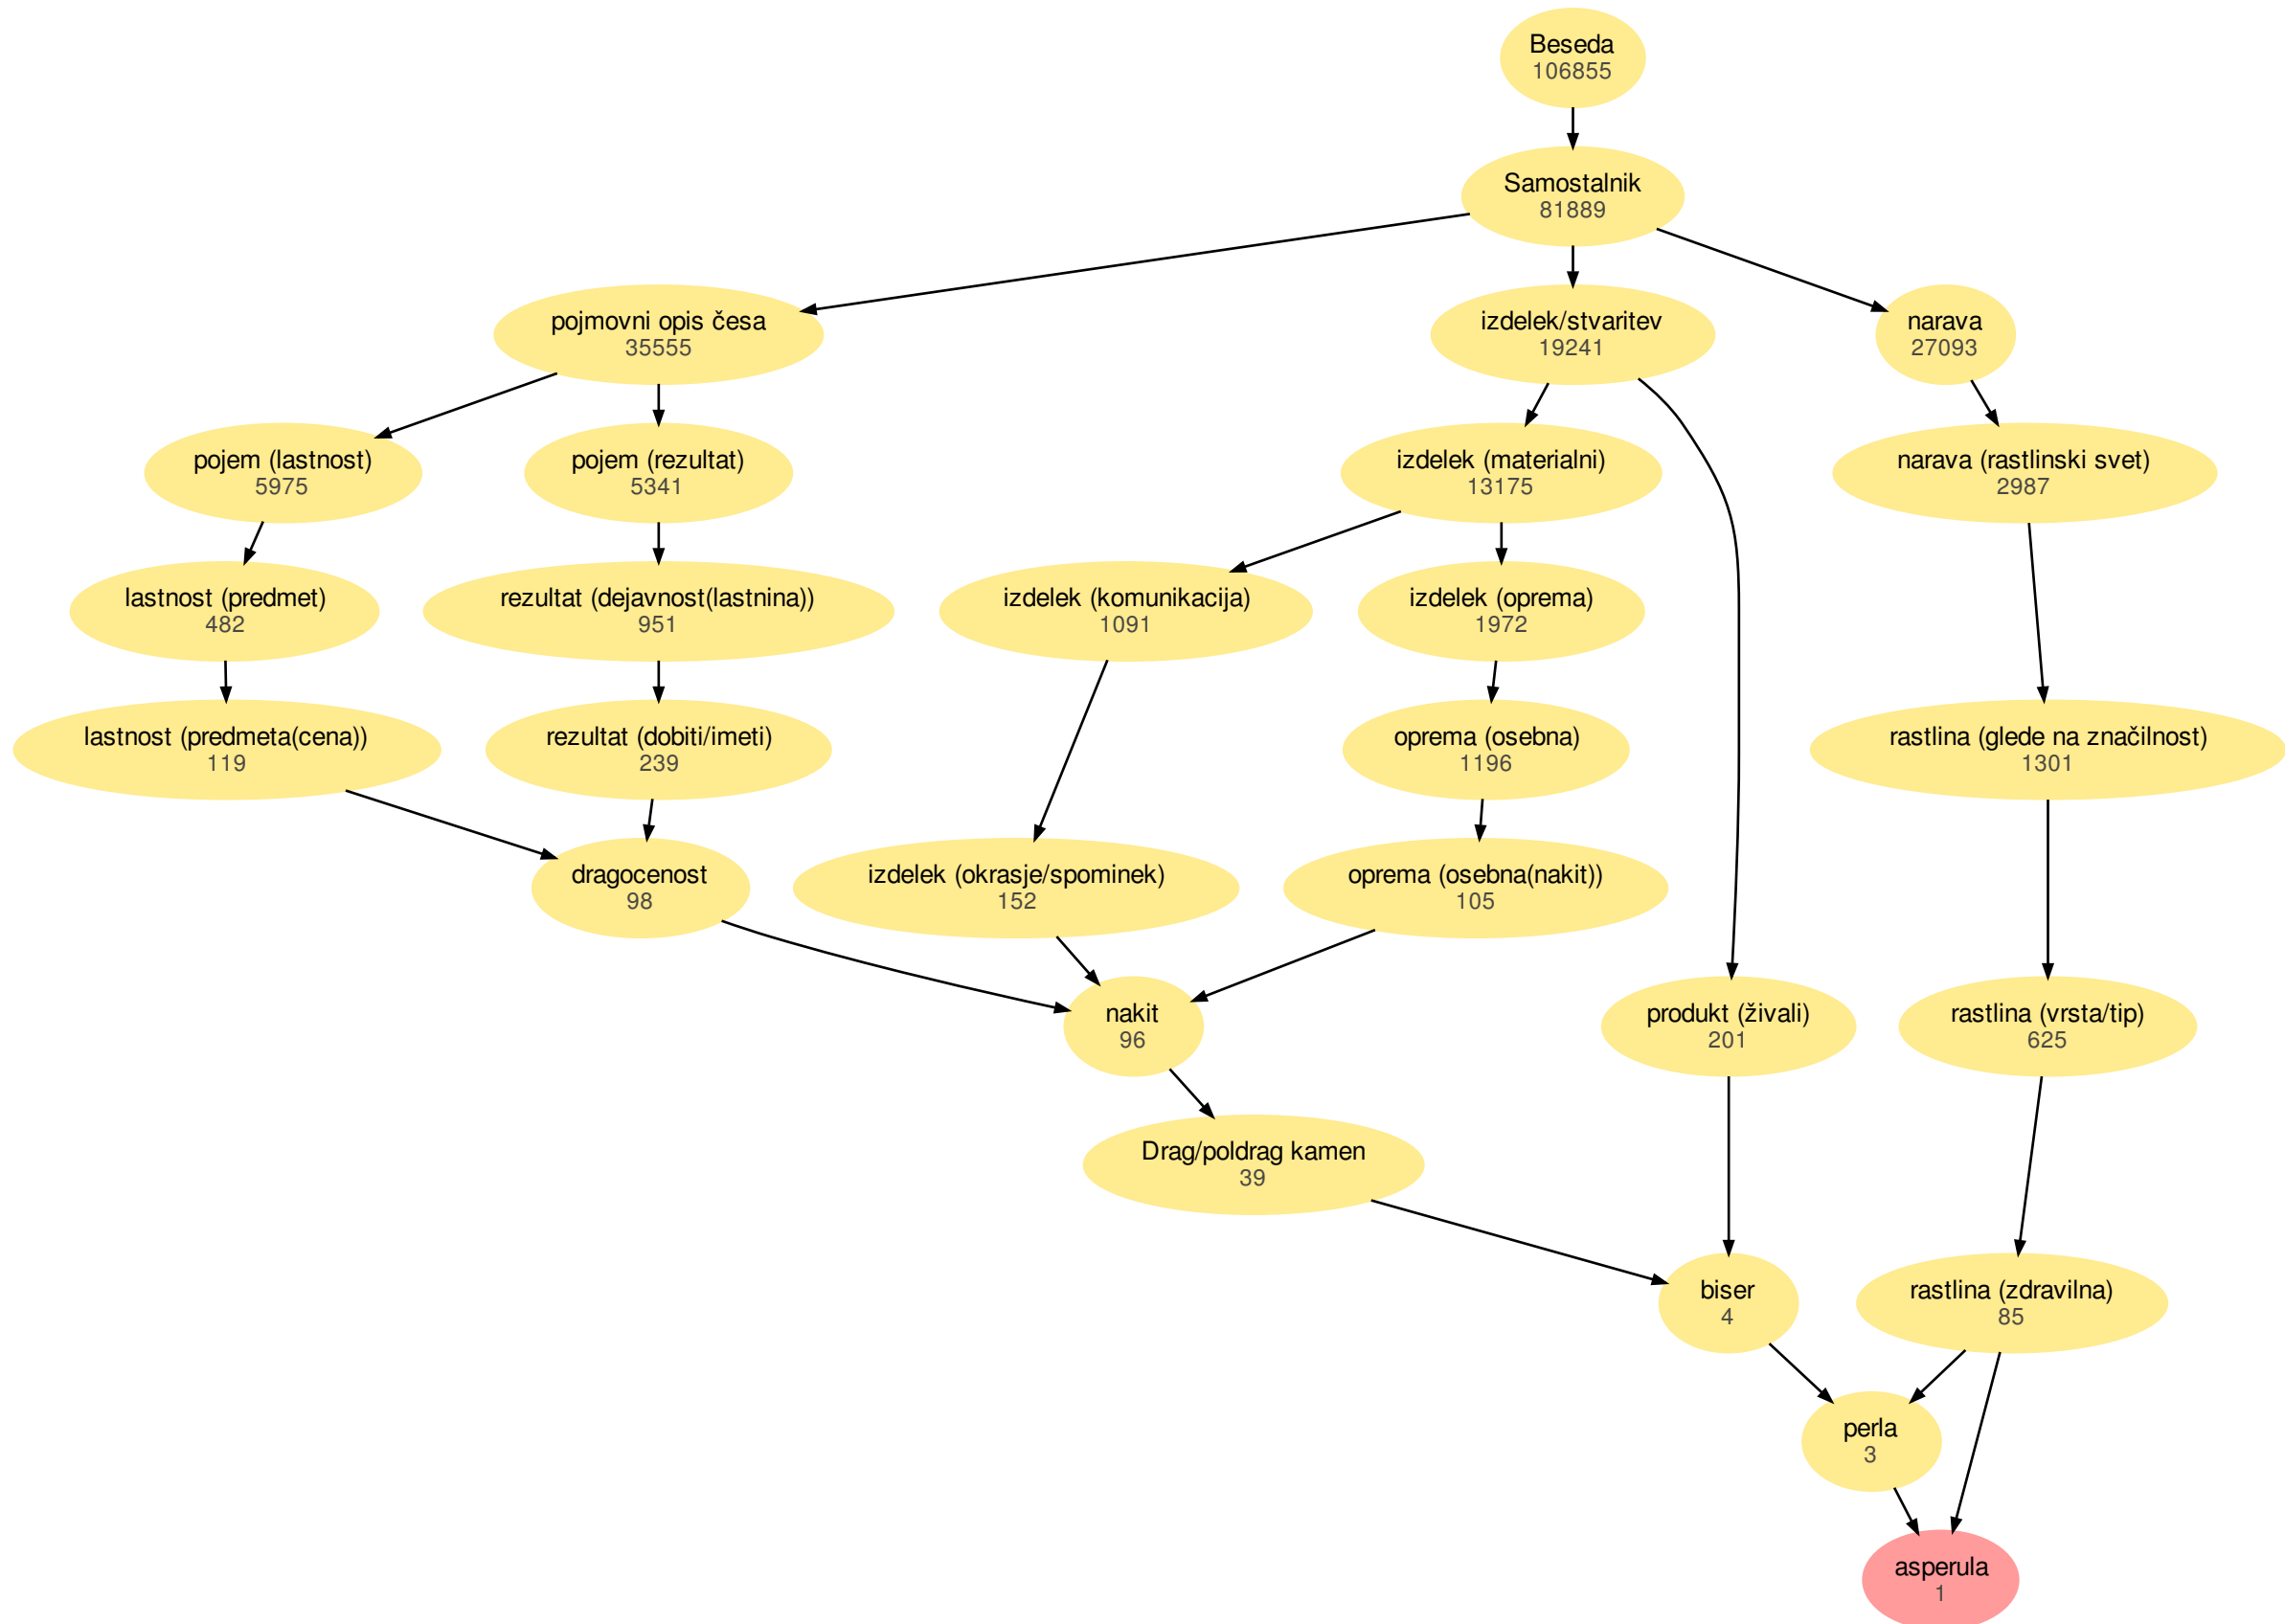 Beseda
106855
Samostalnik
81889
pojmovni opis česa
35555
izdelek/stvaritev
19241
narava
27093
pojem (lastnost)
5975
pojem (rezultat)
5341
izdelek (materialni)
13175
narava (rastlinski svet)
2987
lastnost (predmet)
482
rezultat (dejavnost(lastnina))
951
izdelek (komunikacija)
1091
izdelek (oprema)
1972
lastnost (predmeta(cena))
119
rezultat (dobiti/imeti)
239
oprema (osebna)
1196
rastlina (glede na značilnost)
1301
dragocenost
98
izdelek (okrasje/spominek)
152
oprema (osebna(nakit))
105
nakit
96
produkt (živali)
201
rastlina (vrsta/tip)
625
Drag/poldrag kamen
39
biser
4
rastlina (zdravilna)
85
perla
3
asperula
1